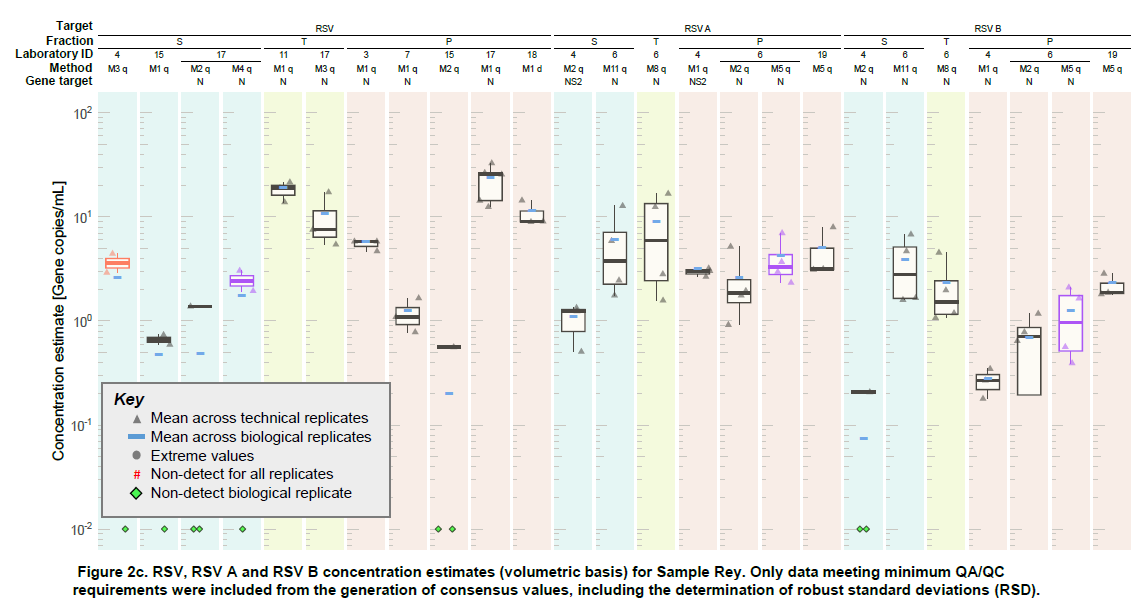 Target RSV RSV A RSV B
Fraction S T P S T P S T P
Laboratory ID 4 15 17 11 17 3 7 15 17 18 4 6 6 4 6 19 4 6 6 4 6 19
Method M3 q M1 q M2 q M4 q M1 q M3 q M1 q M1 q M2 q M1 q M1 d M2 q M11 q M8 q M1 q M2 q M5 q M5 q M2 q M11 q M8 q M1 q M2 q M5 q M5 q
Gene target N N N N N N N N NS2 N N NS2 N N N N N N N N N
10² 
10¹
10⁰
10⁻¹
10⁻²
Concentration estimate [Gene copies/mL]
Key
Mean across technical replicates
Mean across biological replicates
Extreme values
# Non-detect for all replicates
Non-detect biological replicate
Figure 2c. RSV, RSV A and RSV B concentration estimates (volumetric basis) for Sample Rey. Only data meeting minimum QA/QC
requirements were included from the generation of consensus values, including the determination of robust standard deviations (RSD).